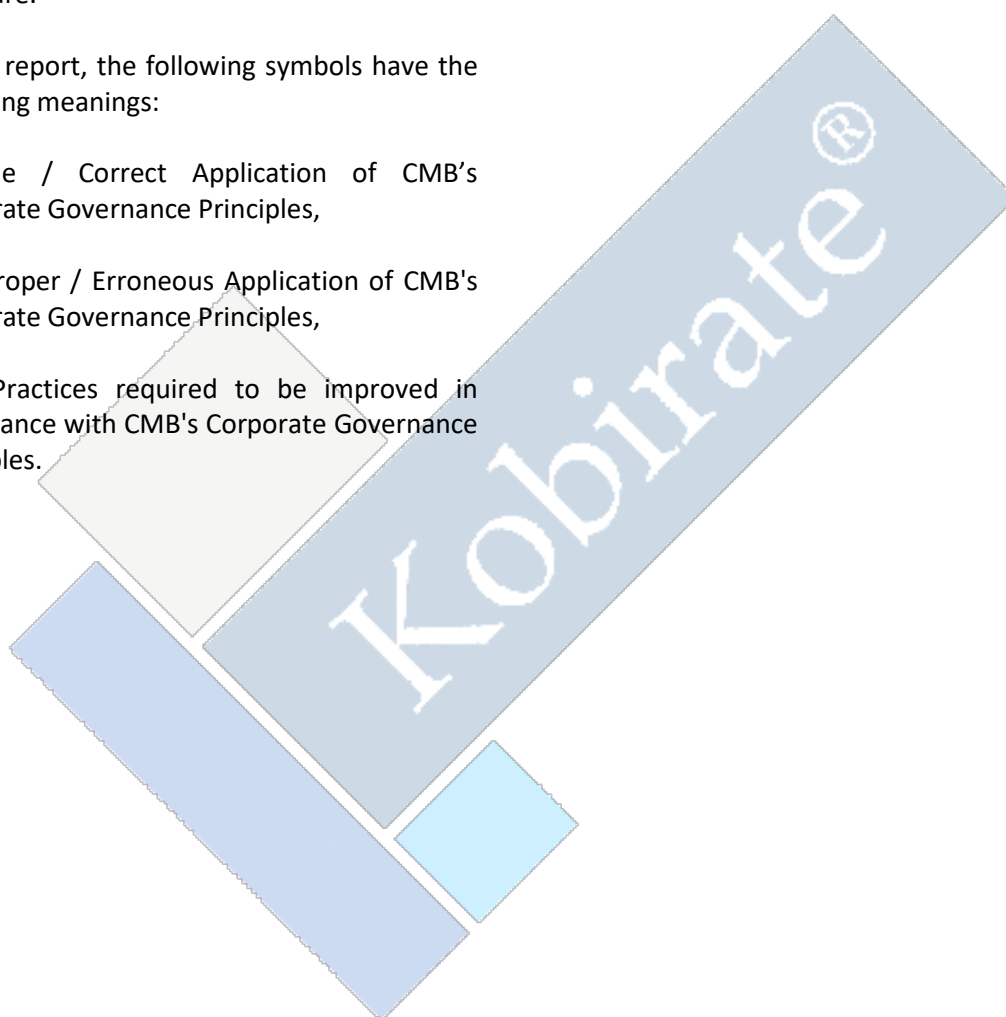 report, the following symbols have the
ing meanings:
e / Correct Application of CMB’s
rate Governance Principles,
roper / Erroneous Application of CMB's
rate Governance Principles,
Practices required to be improved in
ance with CMB's Corporate Governance
les.
Kobirate ®